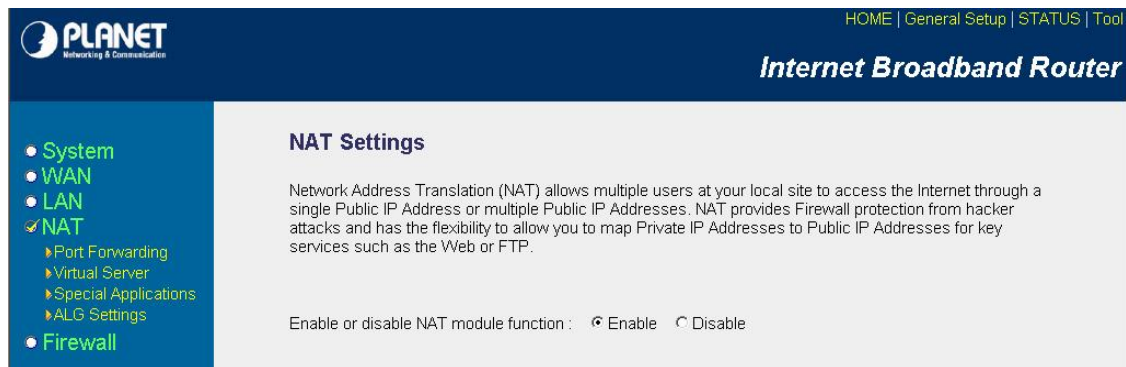 PLANET
Networking & Communication
HOME | General Setup | STATUS | Tool
Internet Broadband Router
System
WAN
LAN
NAT
Port Forwarding
Virtual Server
Special Applications
ALG Settings
Firewall
NAT Settings
Network Address Translation (NAT) allows multiple users at your local site to access the Internet through a
single Public IP Address or multiple Public IP Addresses. NAT provides Firewall protection from hacker
attacks and has the flexibility to allow you to map Private IP Addresses to Public IP Addresses for key
services such as the Web or FTP.
Enable or disable NAT module function : Enable Disable